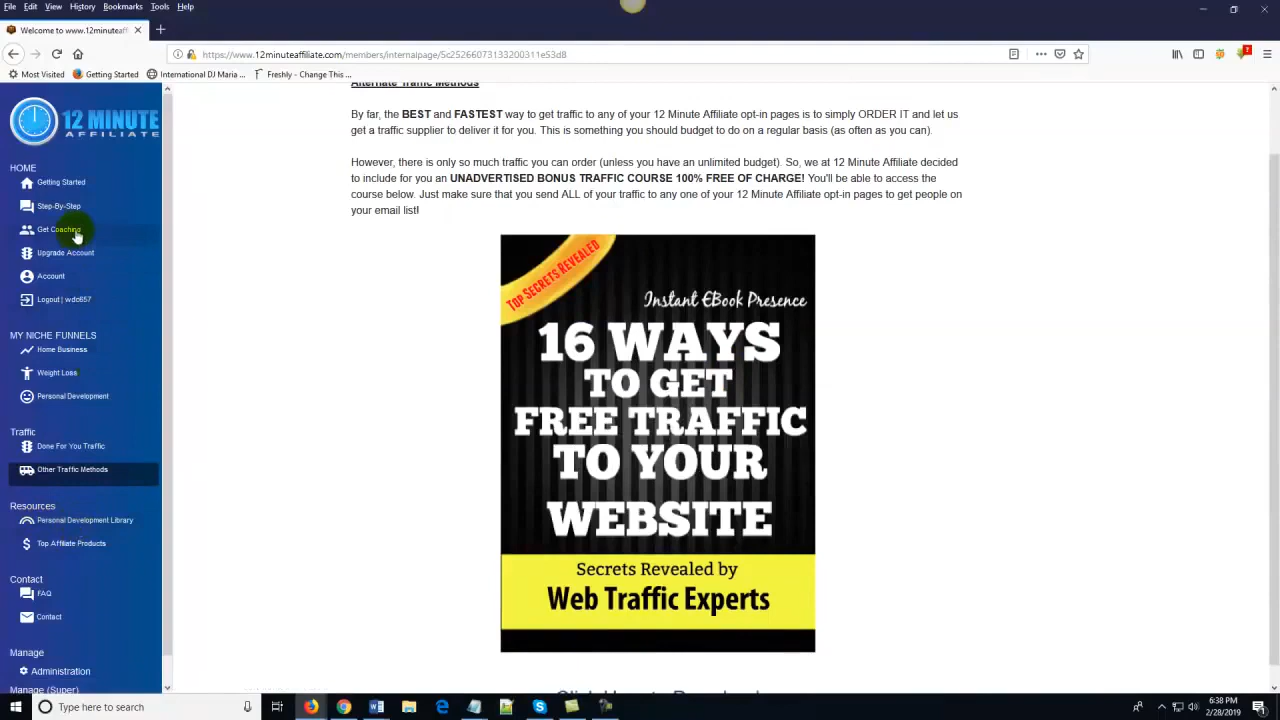 File Edit View History Bookmarks Tools Help
Welcome to www.12minuteaff
https://www.12minuteaffiliate.com/members/internalpage/5c25266073133200311e53d8
Most Visited Getting Started International DJ Maria ... Freshly - Change This ...
7
12 MINUTE
AFFILIATE
HOME
Getting Started
Step-By-Step
Get Coaching
Upgrade Account
Account
Logout | wdc657
MY NICHE FUNNELS
Home Business
Weight Loss
Personal Development
Traffic
Done For You Traffic
Other Traffic Methods
Resources
Personal Development Library
Top Affiliate Products
Contact
FAQ
Contact
Manage
Administration
Manage (Super)
Alternate Traffic Methods
By far, the BEST and FASTEST way to get traffic to any of your 12 Minute Affiliate opt-in pages is to simply ORDER IT and let us
get a traffic supplier to deliver it for you. This is something you should budget to do on a regular basis (as often as you can).
However, there is only so much traffic you can order (unless you have an unlimited budget). So, we at 12 Minute Affiliate decided
to include for you an UNADVERTISED BONUS TRAFFIC COURSE 100% FREE OF CHARGE! You'll be able to access the
course below. Just make sure that you send ALL of your traffic to any one of your 12 Minute Affiliate opt-in pages to get people on
your email list!
TOP SECRETS REVEALED
Instant EBook Presence
16 WAYS
TO GET
FREE TRAFFIC
TO YOUR
WEBSITE
Secrets Revealed by
Web Traffic Experts
Type here to search
6:38 PM
2/28/2019